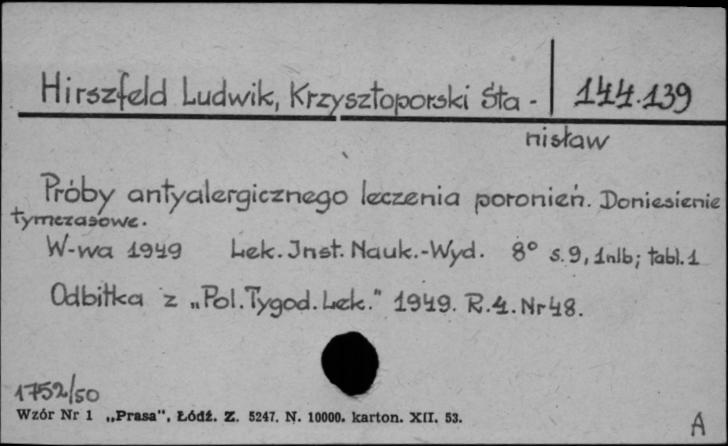 Hirszfeld Ludwik, Krzysztoporski Sta- 144.139
nisław
Próby antyalergicznego leczenia poronień. Doniesienie
tymczasowe.
W-wa 1949 Lek. Inst. Nauk.-Wyd. 8° s. 9, 1nlb; tabl. 1
Odbitka z „Pol. Tygod. Lek." 1949. R. 4. Nr 48.
1752/50
Wzór Nr 1 „Prasa", Łódź. Z. 5247. N. 10000. karton. XII. 53.
A